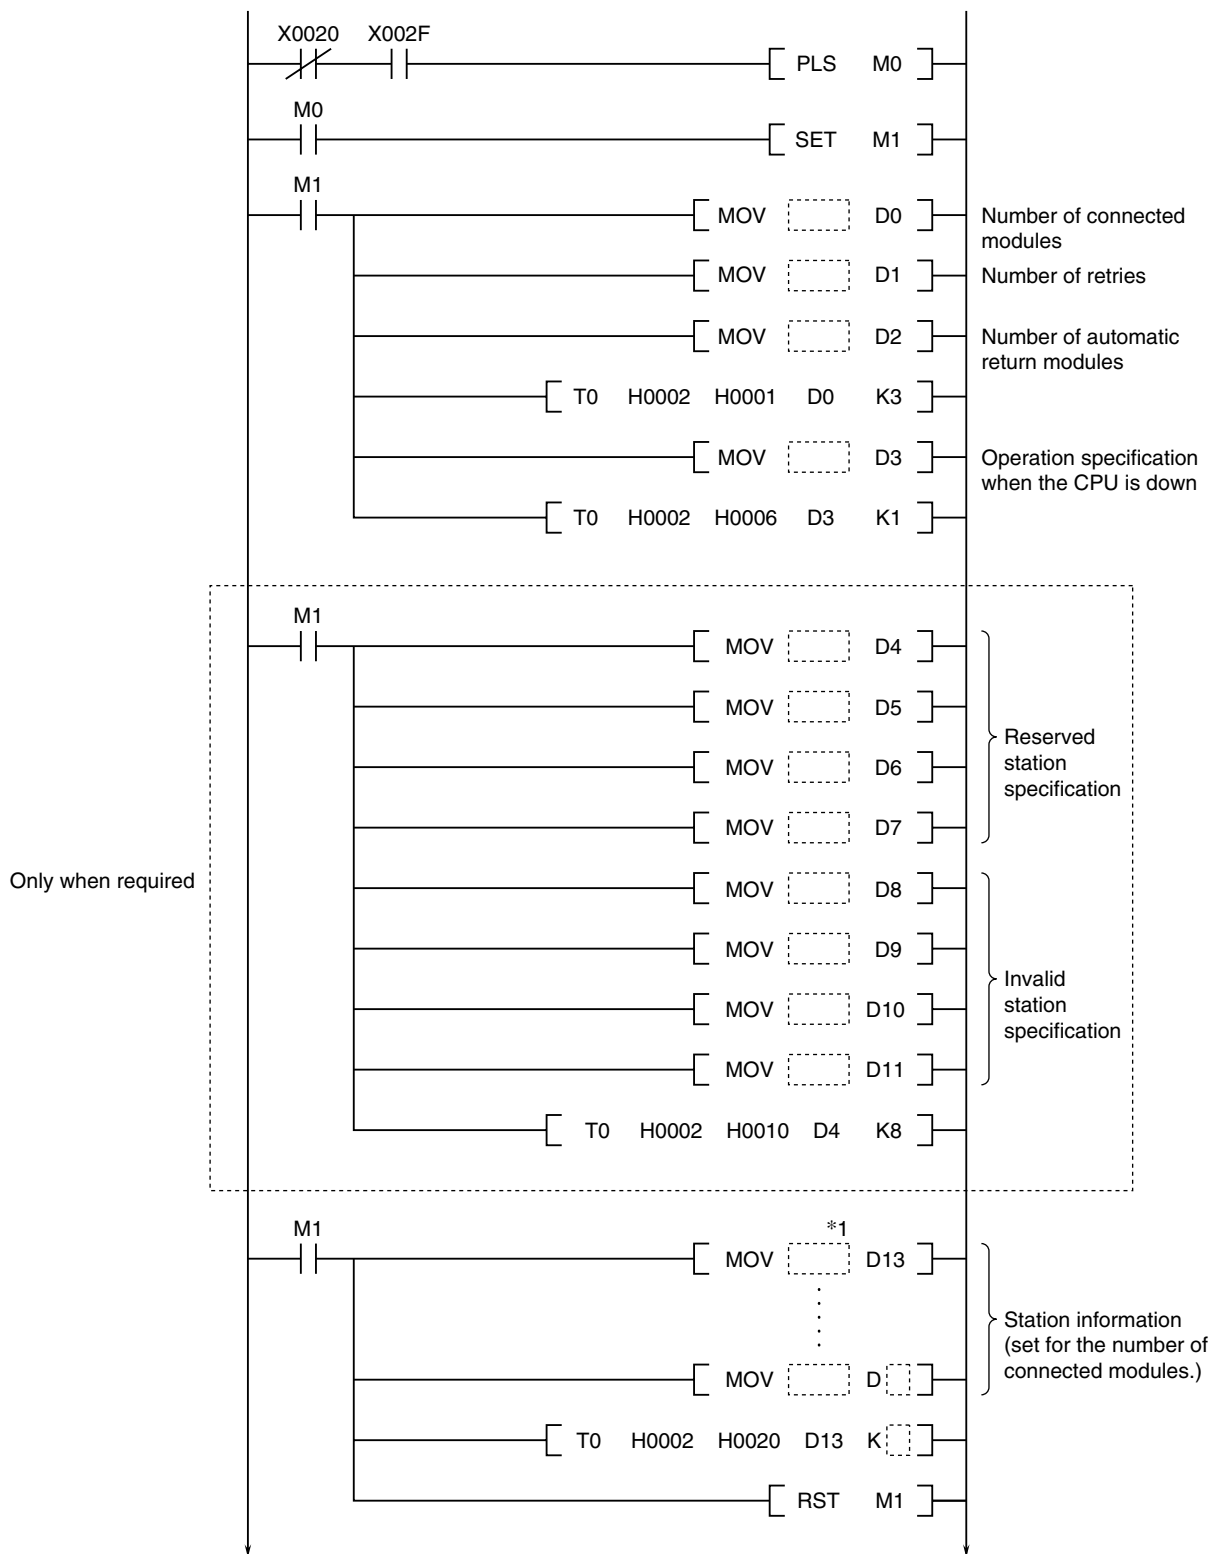 X0020 X002F
PLS M0
M0
SET M1
M1
MOV D0
Number of connected
modules
MOV D1
Number of retries
MOV D2
Number of automatic
return modules
T0 H0002 H0001 D0 K3
MOV D3
Operation specification
when the CPU is down
T0 H0002 H0006 D3 K1
Only when required
M1
MOV D4
MOV D5
MOV D6
MOV D7
Reserved
station
specification
MOV D8
MOV D9
MOV D10
MOV D11
Invalid
station
specification
T0 H0002 H0010 D4 K8
M1
*1
MOV D13
MOV D
Station information
(set for the number of
connected modules.)
T0 H0002 H0020 D13 K
RST M1